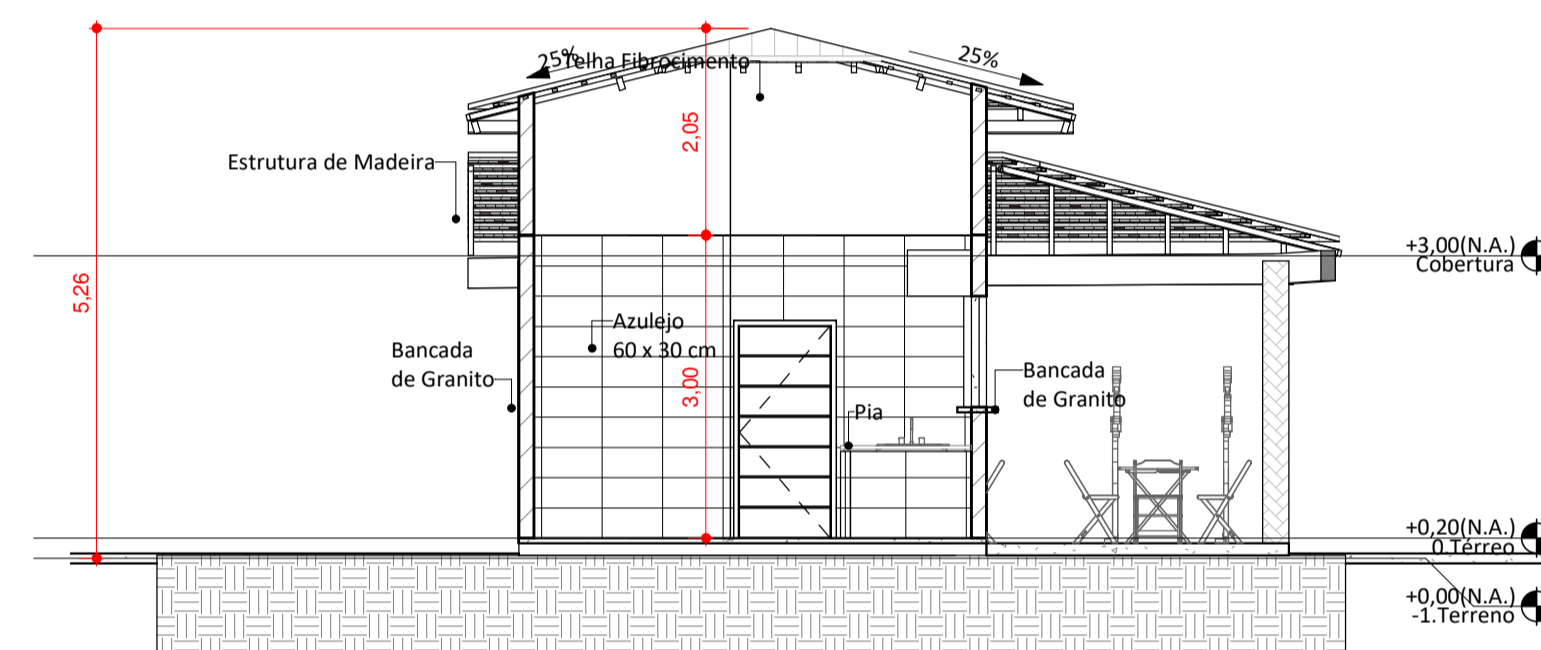 25%
Telha Fibrocimento
25%
2,05
Estrutura de Madeira
5,26
+3,00(N.A.)
Cobertura
Azulejo
60 x 30 cm
Bancada
de Granito
3,00
Bancada
de Granito
Pia
+0,20(N.A.)
0.Térreo
+0,00(N.A.)
-1.Terreno